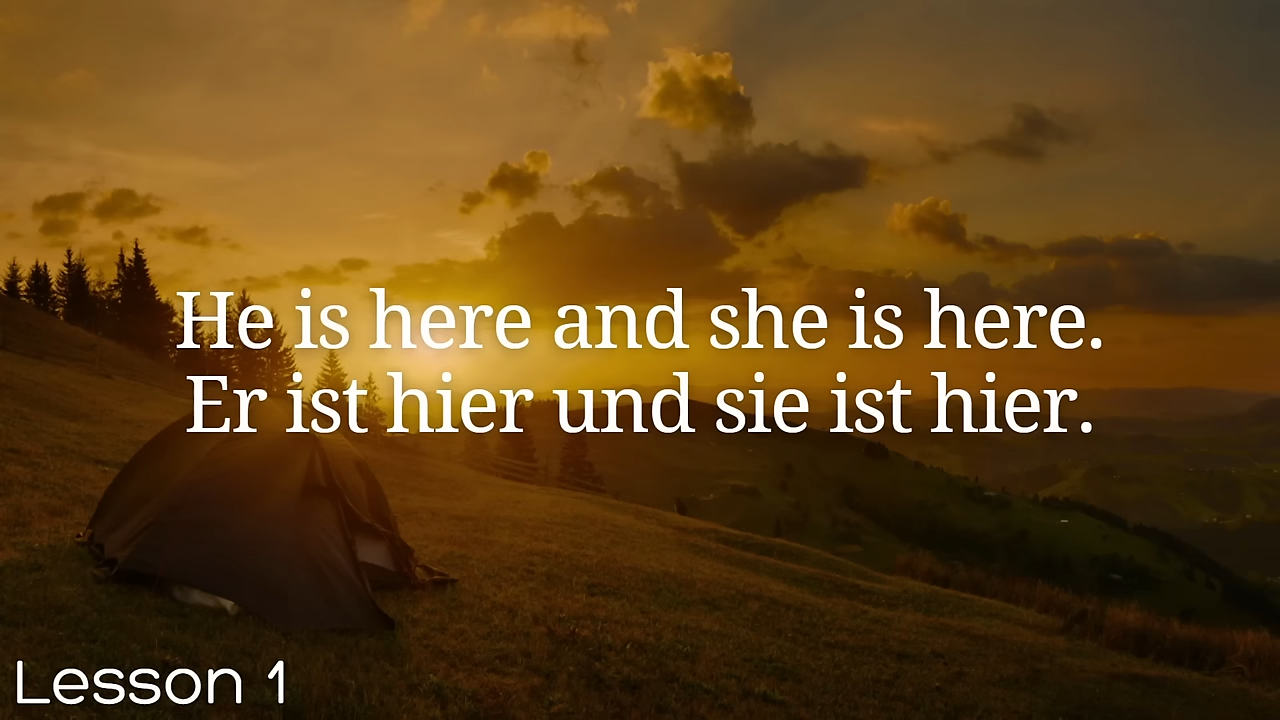 He is here and she is here.
Er ist hier und sie ist hier.
Lesson 1